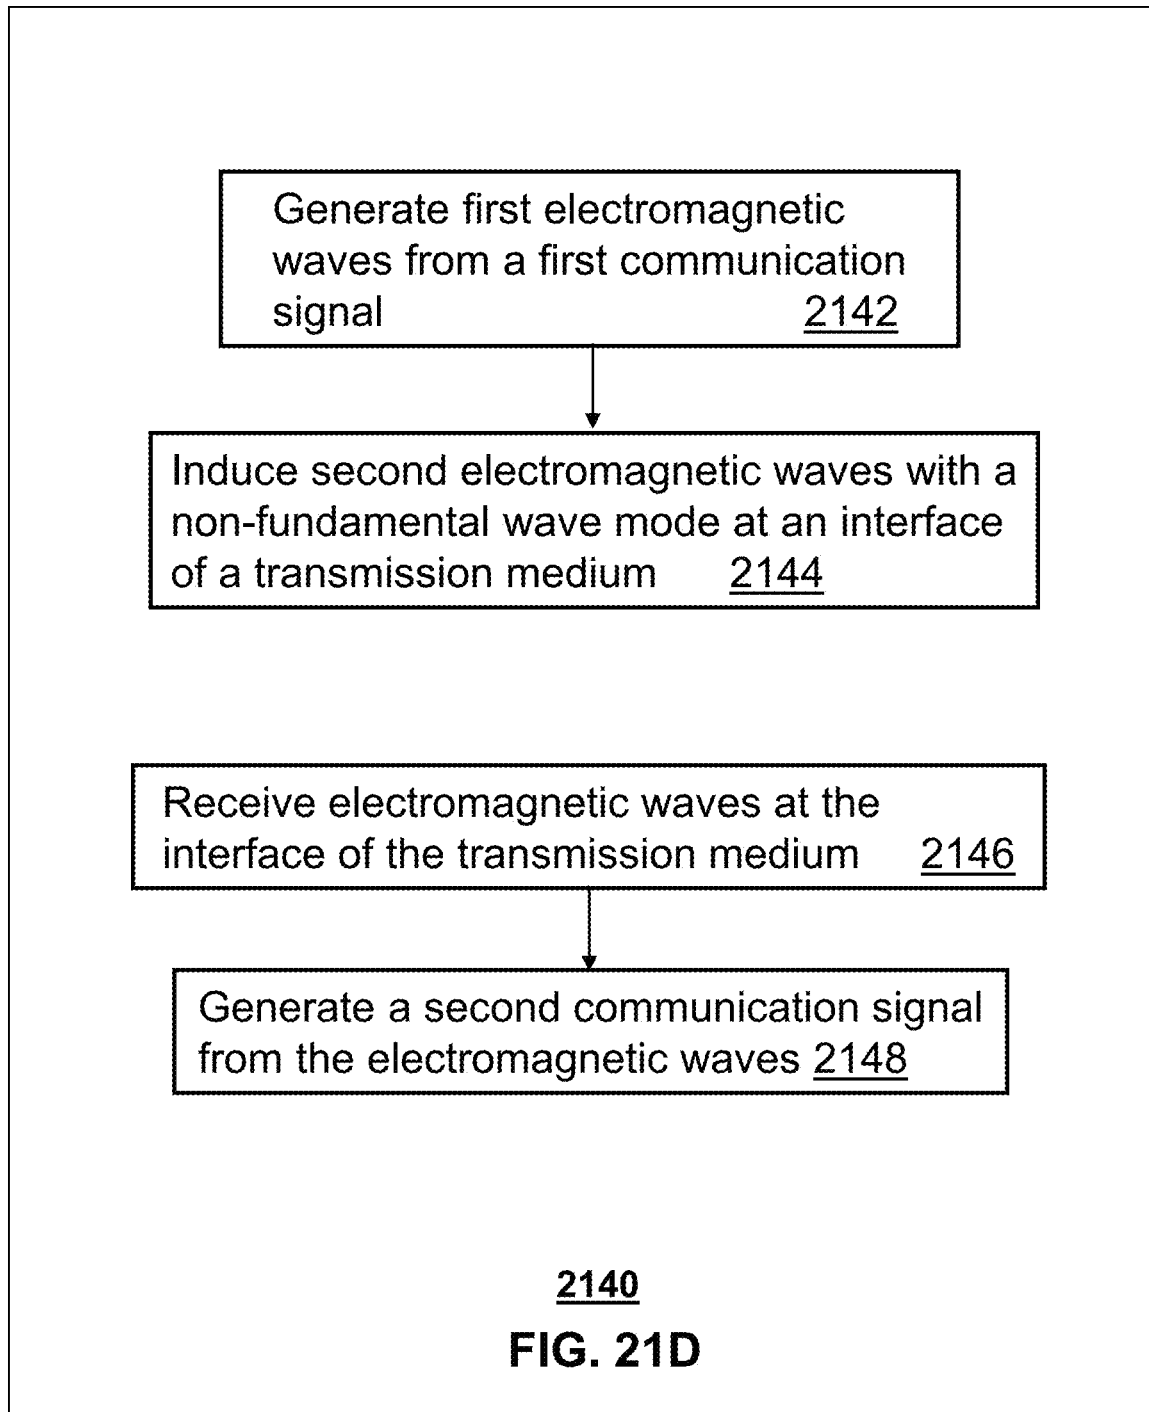 Generate first electromagnetic
waves from a first communication
signal 2142
Induce second electromagnetic waves with a
non-fundamental wave mode at an interface
of a transmission medium 2144
Receive electromagnetic waves at the
interface of the transmission medium 2146
Generate a second communication signal
from the electromagnetic waves 2148
2140
FIG. 21D